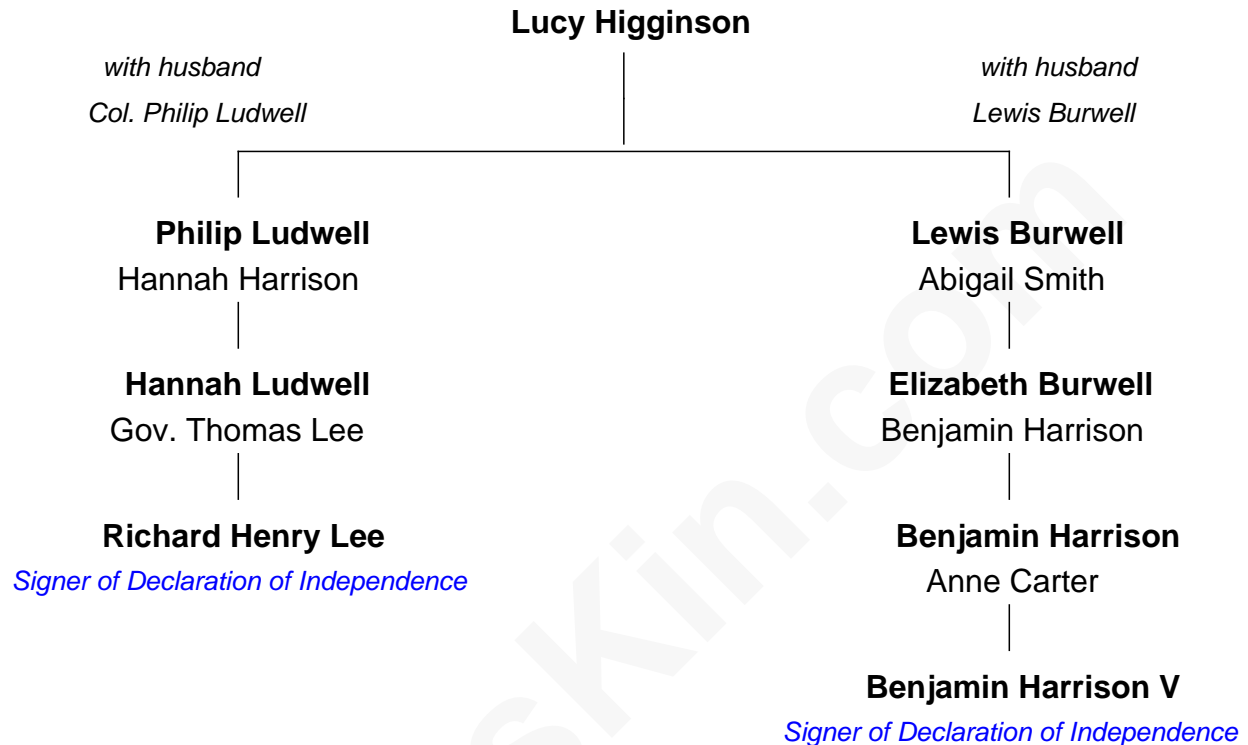 Lucy Higginson
with husband
Col. Philip Ludwell
with husband
Lewis Burwell
Philip Ludwell
Hannah Harrison
Lewis Burwell
Abigail Smith
Hannah Ludwell
Gov. Thomas Lee
Elizabeth Burwell
Benjamin Harrison
Richard Henry Lee
Signer of Declaration of Independence
Benjamin Harrison
Anne Carter
Benjamin Harrison V
Signer of Declaration of Independence
sKin.com